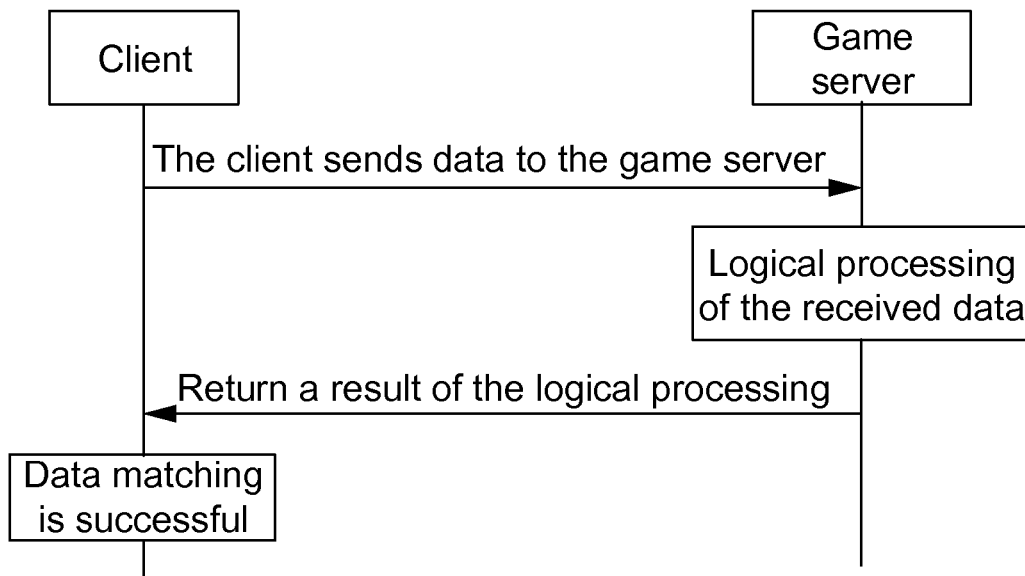 Client
Game
server
The client sends data to the game server
Logical processing
of the received data
Return a result of the logical processing
Data matching
is successful